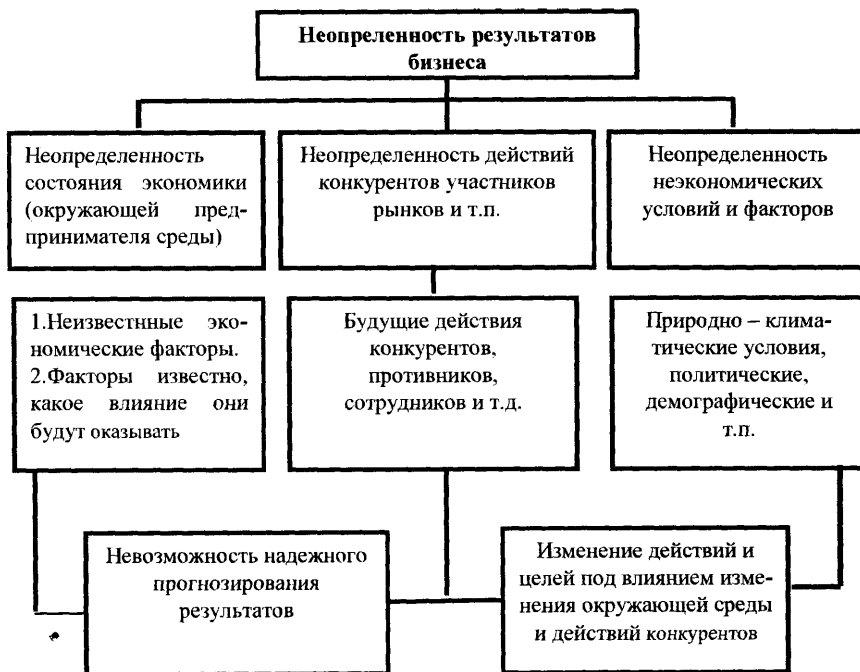 Неопреленность результатов
бизнеса
Неопределенность
состояния экономики
(окружающей пред-
принимателя среды)
Неопределенность действий
конкурентов участников
рынков и т.п.
Неопределенность
неэкономических
условий и факторов
1.Неизвестнные эко-
номические факторы.
2.Факторы известно,
какое влияние они
будут оказывать
Будущие действия
конкурентов,
противников,
сотрудников и т.д.
Природно – клима-
тические условия,
политические,
демографические и
т.п.
Невозможность надежного
прогнозирования
результатов
Изменение действий и
целей под влиянием изме-
нения окружающей среды
и действий конкурентов